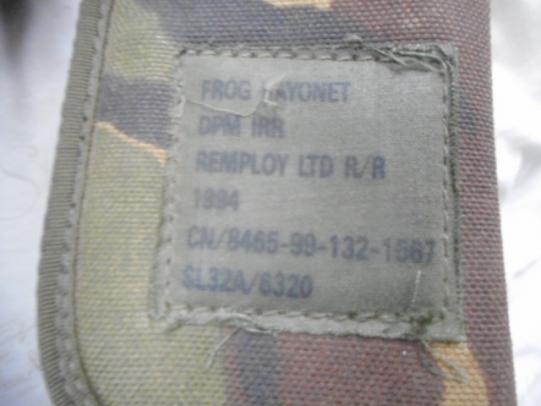 FROG BAYONET
DPM IRR
REMPLOY LTD R/R
1994
CN/8465-99-132-1567
SL32A/6320